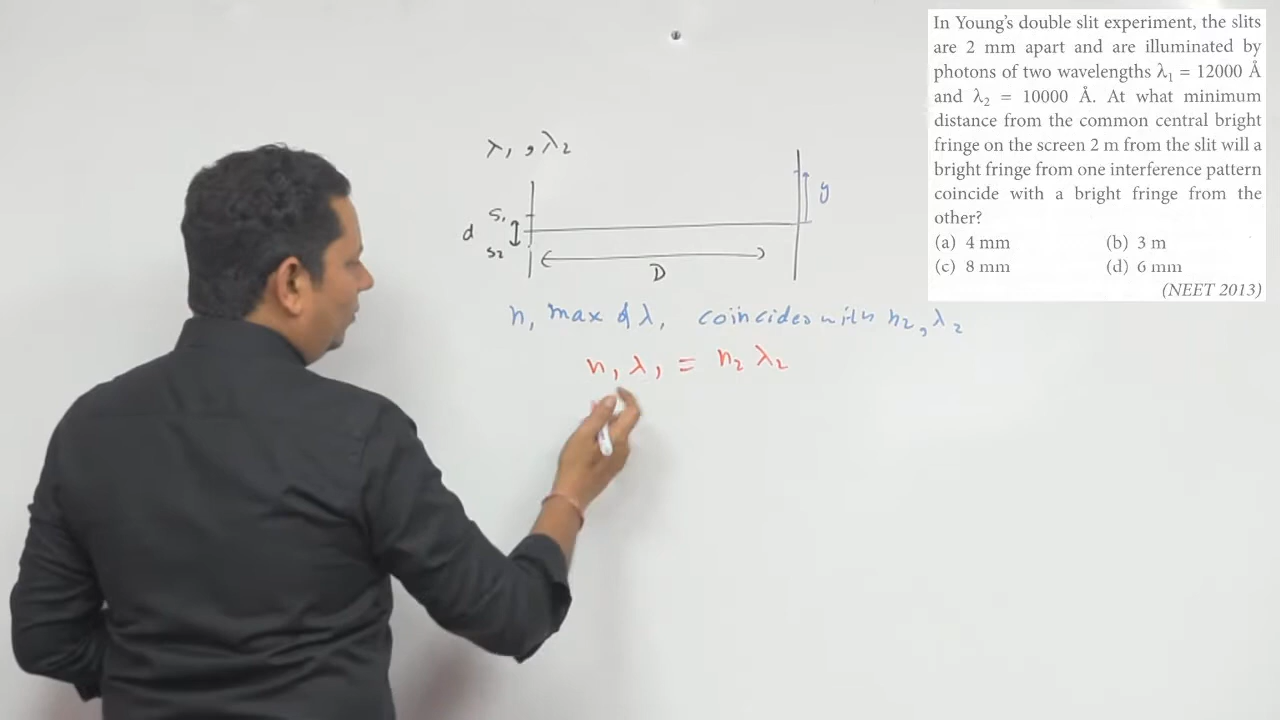 In Young's double slit experiment, the slits
are 2 mm apart and are illuminated by
photons of two wavelengths λ₁ = 12000 Å
and λ₂ = 10000 Å. At what minimum
distance from the common central bright
fringe on the screen 2 m from the slit will a
bright fringe from one interference pattern
coincide with a bright fringe from the
other?
(a) 4 mm (b) 3 m
(c) 8 mm (d) 6 mm
(NEET 2013)
λ₁, λ₂
S₁
d
S₂
y
D
n₁ max of λ₁ coincides with n₂, λ₂
n₁ λ₁ = n₂ λ₂